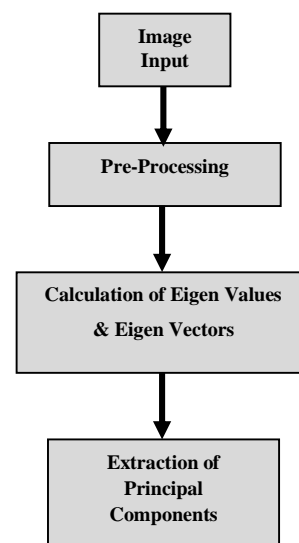 Image
Input
Pre-Processing
Calculation of Eigen Values
& Eigen Vectors
Extraction of
Principal
Components